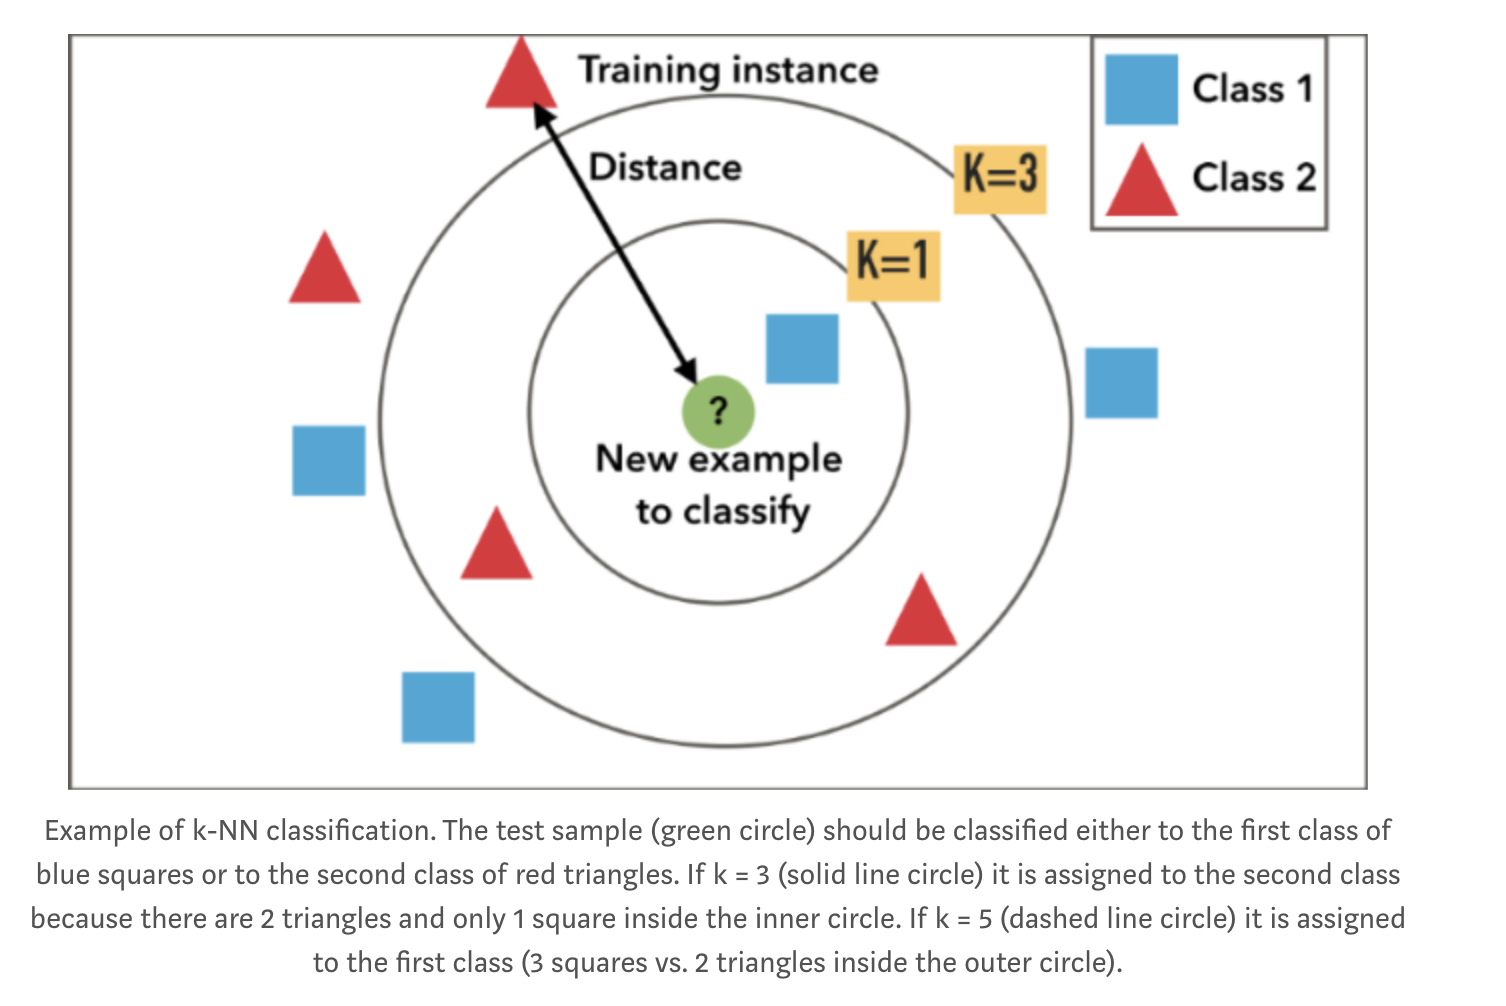 Training instance
Class 1
Distance
K=3
Class 2
K=1
?
New example
to classify
Example of k-NN classification. The test sample (green circle) should be classified either to the first class of
blue squares or to the second class of red triangles. If k = 3 (solid line circle) it is assigned to the second class
because there are 2 triangles and only 1 square inside the inner circle. If k = 5 (dashed line circle) it is assigned
to the first class (3 squares vs. 2 triangles inside the outer circle).